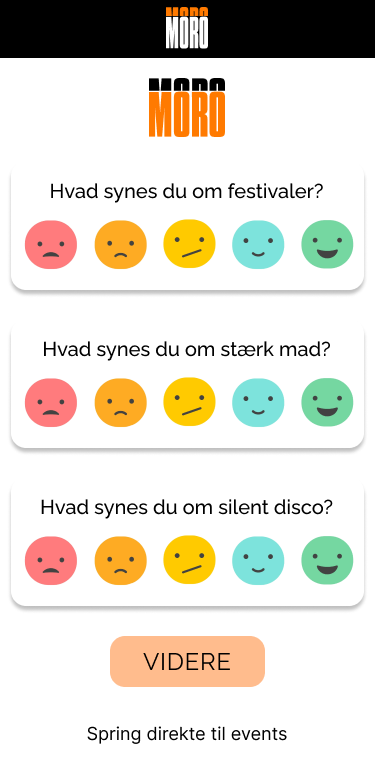 MORO
MORO
Hvad synes du om festivaler?
Hvad synes du om stærk mad?
Hvad synes du om silent disco?
VIDERE
Spring direkte til events